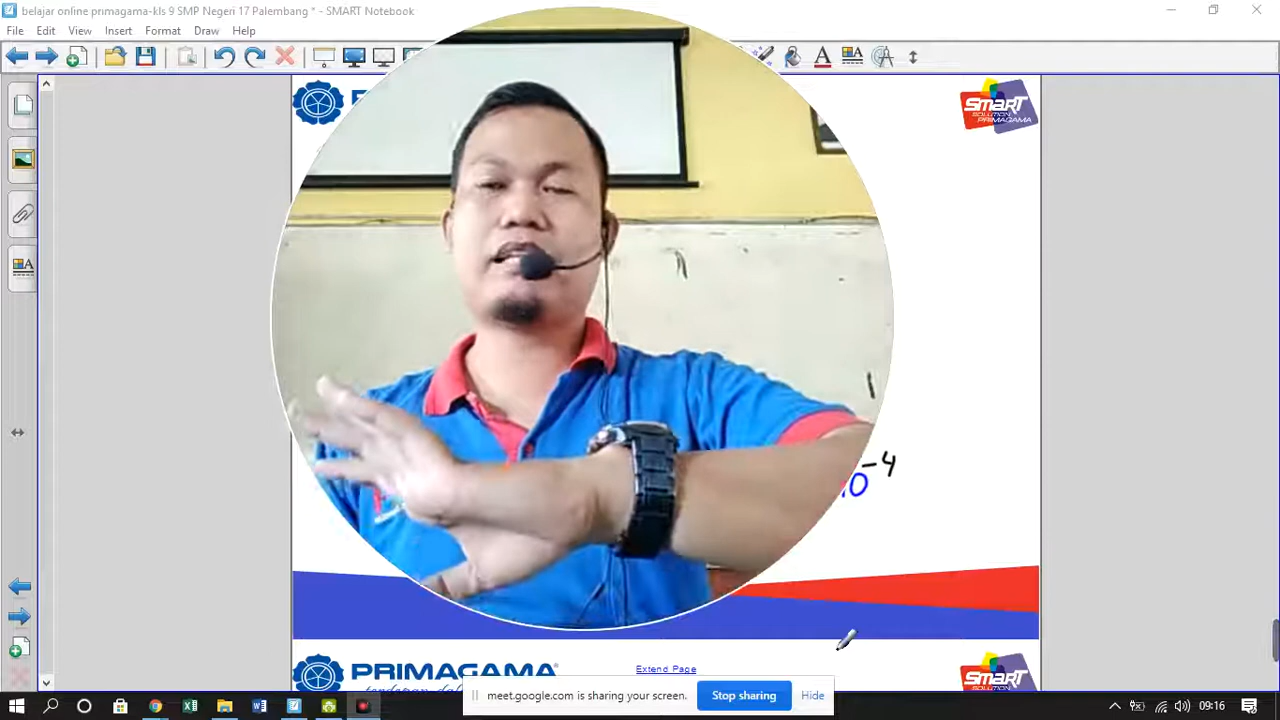 belajar online primagama-kls 9 SMP Negeri 17 Palembang * - SMART Notebook
File Edit View Insert Format Draw Help
SMART
SOLUTION
PRIMAGAMA
10⁻⁴
PRIMAGAMA®
Extend Page
SMART
meet.google.com is sharing your screen. Stop sharing Hide
09:16